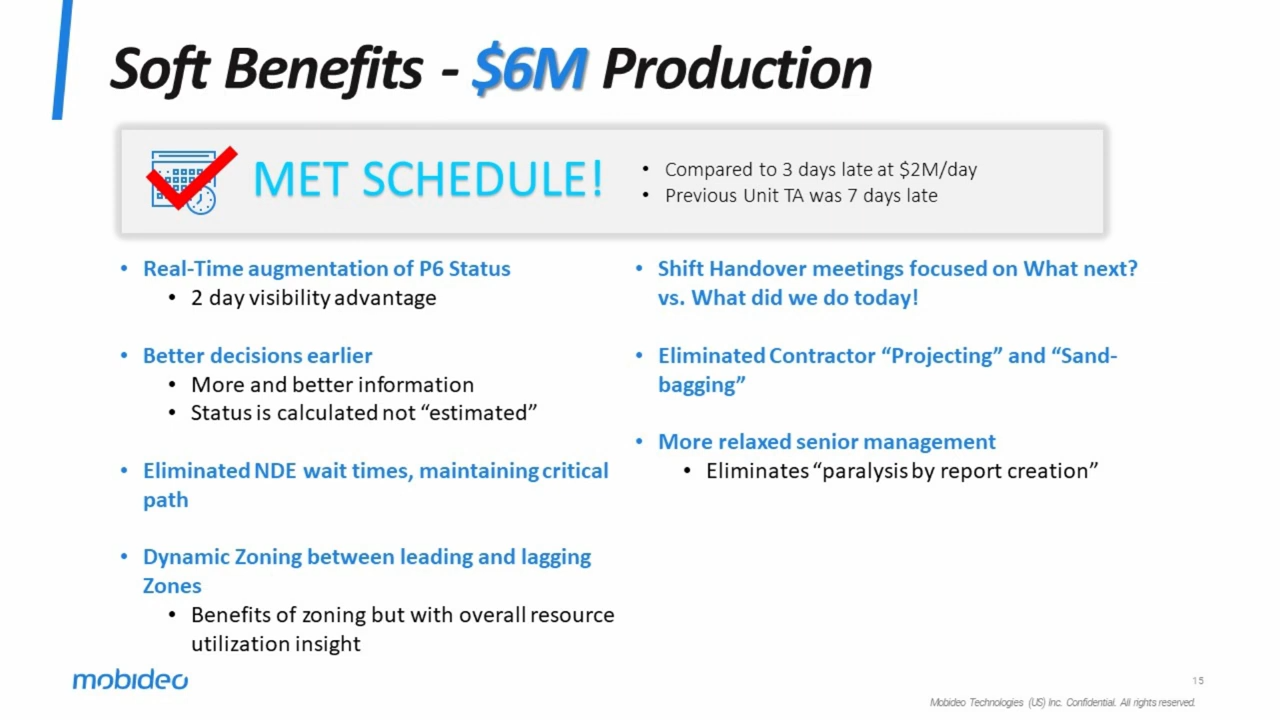 Soft Benefits - $6M Production
MET SCHEDULE!
• Compared to 3 days late at $2M/day
• Previous Unit TA was 7 days late
• Real-Time augmentation of P6 Status
• 2 day visibility advantage
• Better decisions earlier
• More and better information
• Status is calculated not “estimated”
• Eliminated NDE wait times, maintaining critical
path
• Dynamic Zoning between leading and lagging
Zones
• Benefits of zoning but with overall resource
utilization insight
• Shift Handover meetings focused on What next?
vs. What did we do today!
• Eliminated Contractor “Projecting” and “Sand-
bagging”
• More relaxed senior management
• Eliminates “paralysis by report creation”
mobideo
15
Mobideo Technologies (US) Inc. Confidential. All rights reserved.